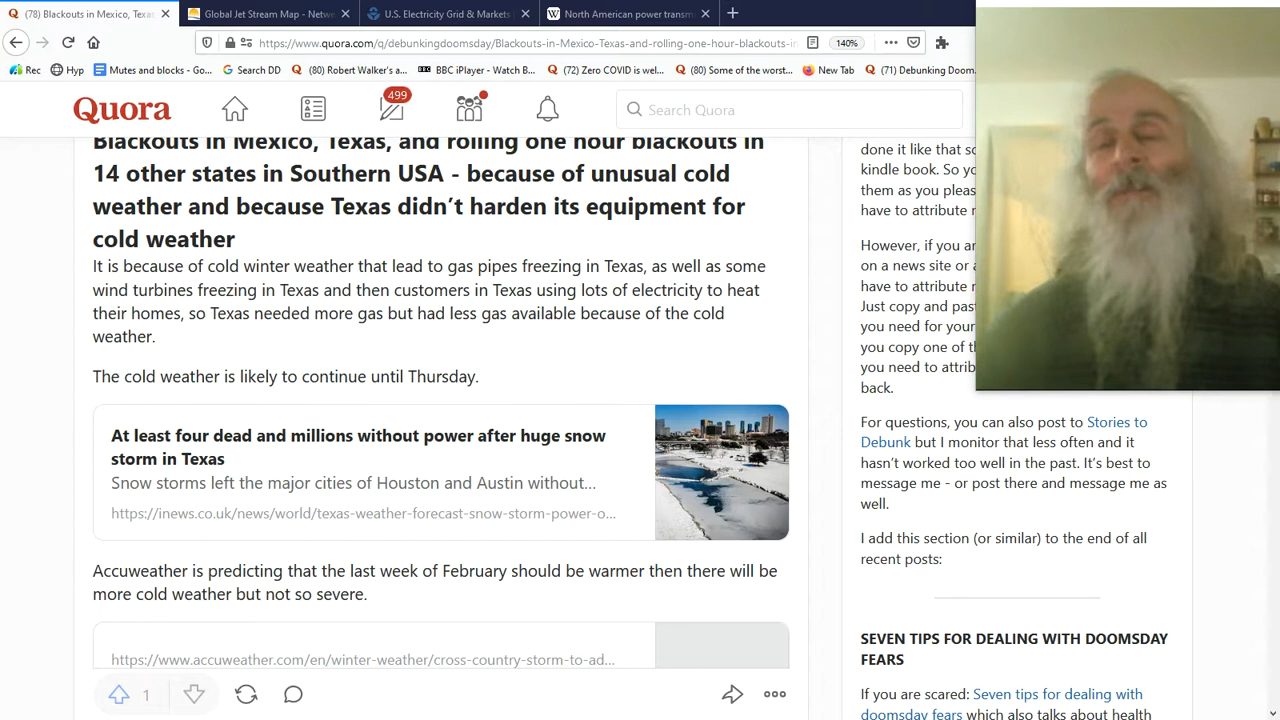 (78) Blackouts in Mexico, Texas
Global Jet Stream Map - Netw
U.S. Electricity Grid & Markets
North American power transm
https://www.quora.com/q/debunkingdoomsday/Blackouts-in-Mexico-Texas-and-rolling-one-hour-blackouts-in
140%
Rec
Hyp
Mutes and blocks - Go...
Search DD
(80) Robert Walker's a...
BBC iPlayer - Watch B...
(72) Zero COVID is wel...
(80) Some of the worst...
New Tab
(71) Debunking Doom
Quora
499
Search Quora
Blackouts in Mexico, Texas, and rolling one hour blackouts in
14 other states in Southern USA - because of unusual cold
weather and because Texas didn't harden its equipment for
cold weather
It is because of cold winter weather that lead to gas pipes freezing in Texas, as well as some
wind turbines freezing in Texas and then customers in Texas using lots of electricity to heat
their homes, so Texas needed more gas but had less gas available because of the cold
weather.
The cold weather is likely to continue until Thursday.
At least four dead and millions without power after huge snow
storm in Texas
Snow storms left the major cities of Houston and Austin without...
https://inews.co.uk/news/world/texas-weather-forecast-snow-storm-power-o...
Accuweather is predicting that the last week of February should be warmer then there will be
more cold weather but not so severe.
https://www.accuweather.com/en/winter-weather/cross-country-storm-to-ad...
1
done it like that so
kindle book. So yo
them as you pleas
have to attribute
However, if you ar
on a news site or a
have to attribute
Just copy and past
you need for your
you copy one of th
you need to attrib
back.
For questions, you can also post to Stories to
Debunk but I monitor that less often and it
hasn't worked too well in the past. It's best to
message me - or post there and message me as
well.
I add this section (or similar) to the end of all
recent posts:
SEVEN TIPS FOR DEALING WITH DOOMSDAY
FEARS
If you are scared: Seven tips for dealing with
doomsday fears which also talks about health